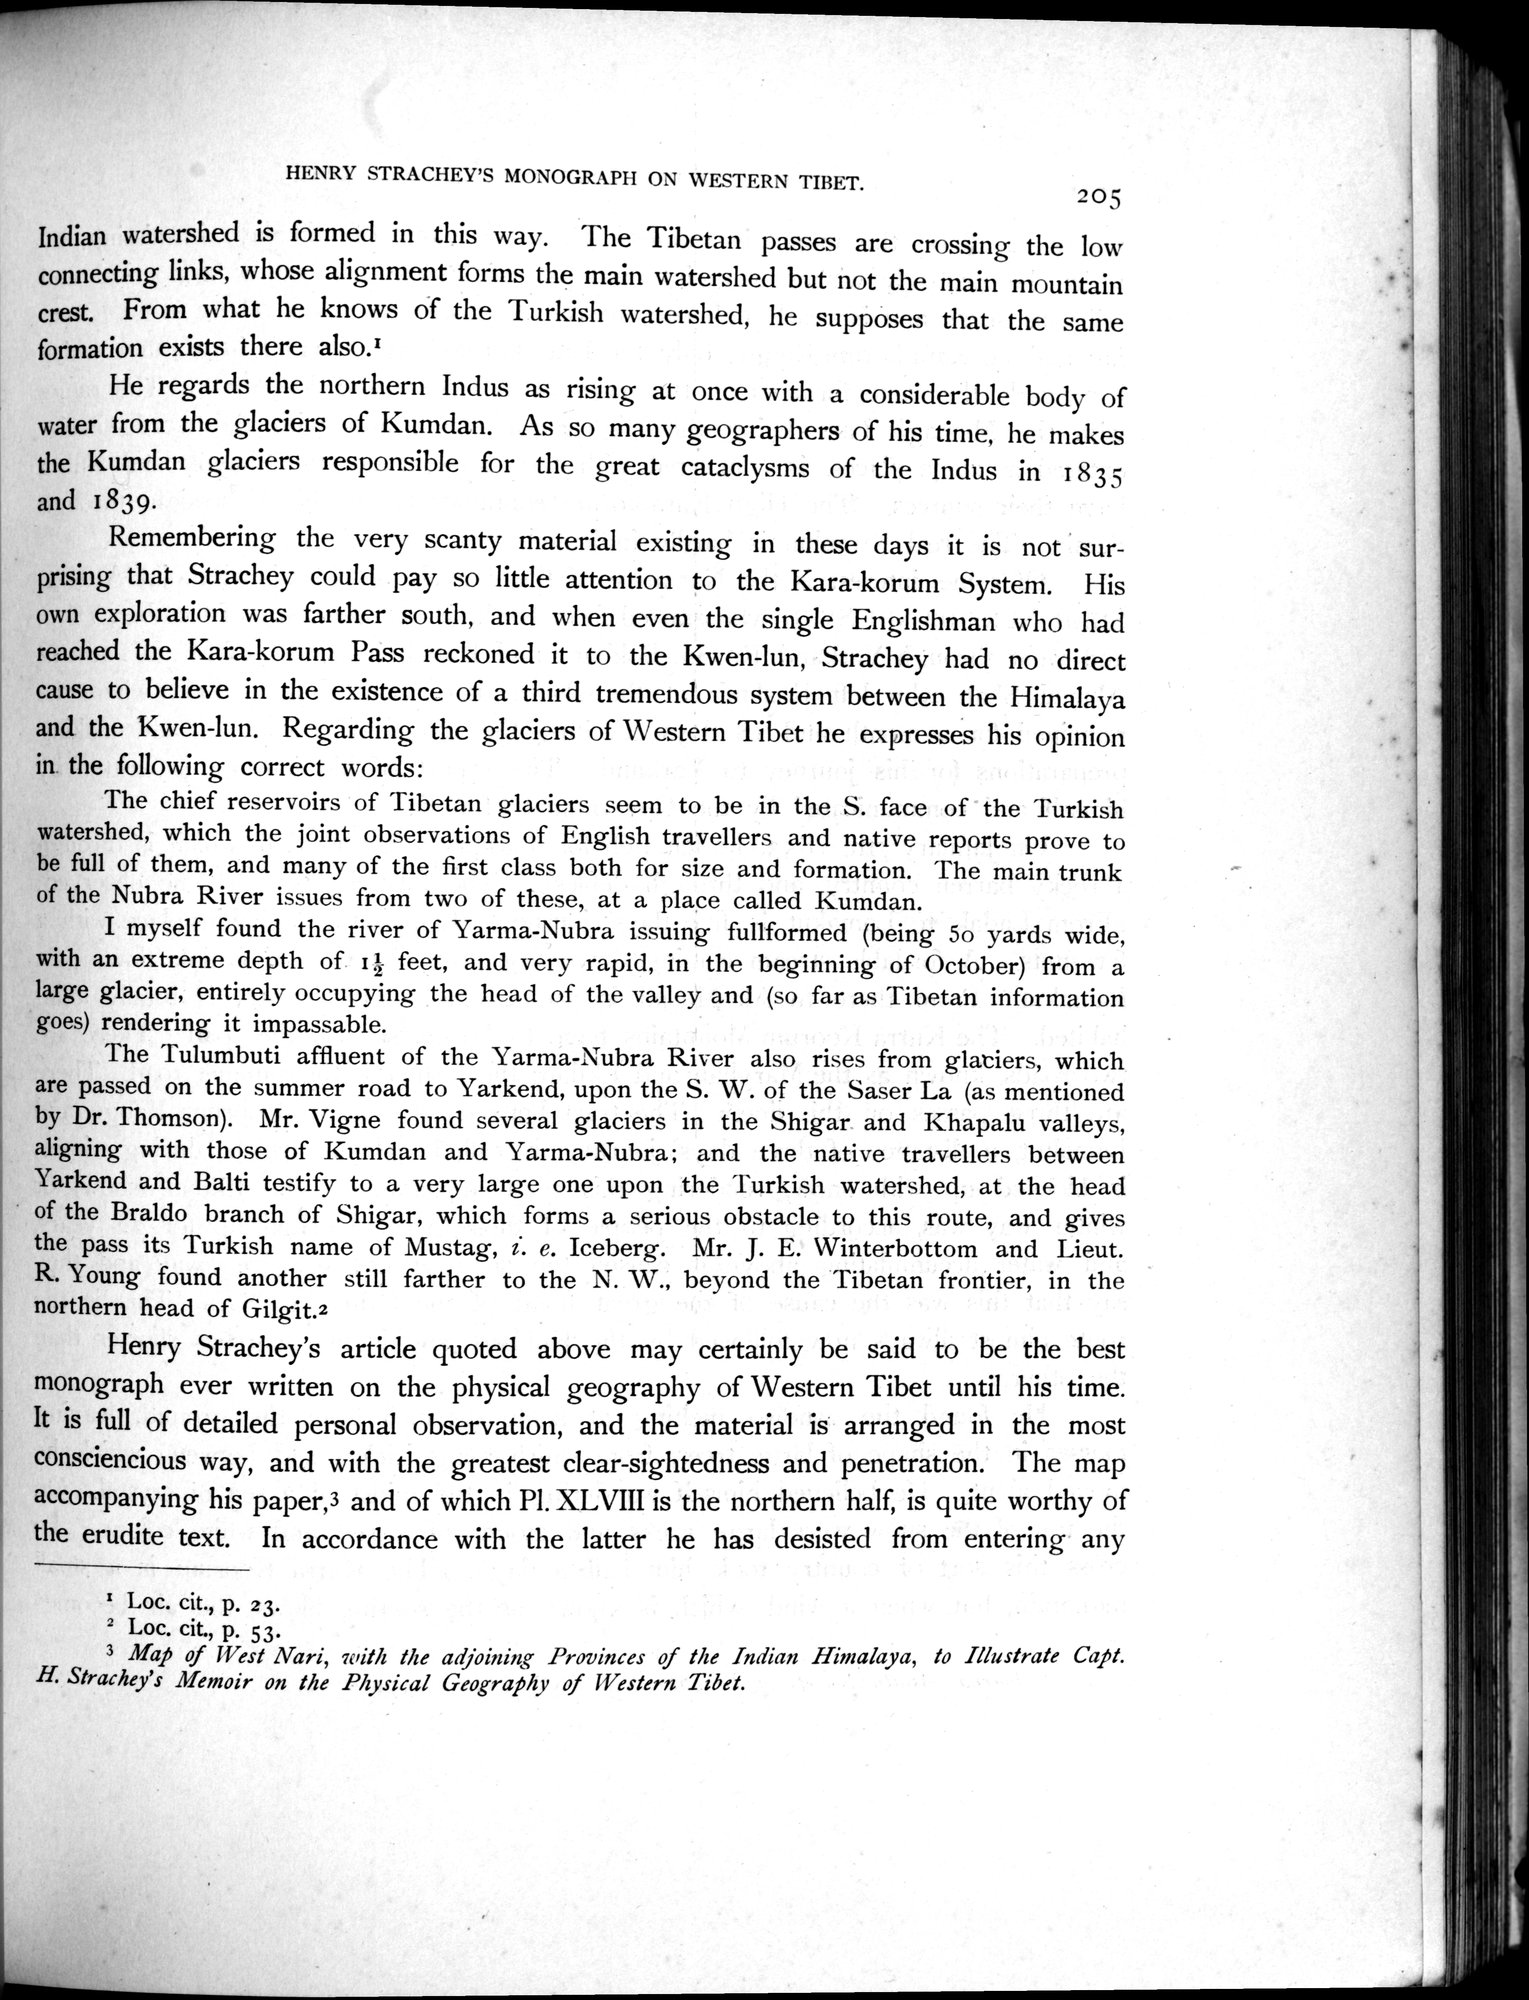 HENRY STRACHEY'S MONOGRAPH ON WESTERN TIBET.
205
Indian watershed is formed in this way. The Tibetan passes are crossing the low
connecting links, whose alignment forms the main watershed but not the main mountain
crest. From what he knows of the Turkish watershed, he supposes that the same
formation exists there also.¹
He regards the northern Indus as rising at once with a considerable body of
water from the glaciers of Kumdan. As so many geographers of his time, he makes
the Kumdan glaciers responsible for the great cataclysms of the Indus in 1835
and 1839.
Remembering the very scanty material existing in these days it is not sur-
prising that Strachey could pay so little attention to the Kara-korum System. His
own exploration was farther south, and when even the single Englishman who had
reached the Kara-korum Pass reckoned it to the Kwen-lun, Strachey had no direct
cause to believe in the existence of a third tremendous system between the Himalaya
and the Kwen-lun. Regarding the glaciers of Western Tibet he expresses his opinion
in the following correct words:
The chief reservoirs of Tibetan glaciers seem to be in the S. face of the Turkish
watershed, which the joint observations of English travellers and native reports prove to
be full of them, and many of the first class both for size and formation. The main trunk
of the Nubra River issues from two of these, at a place called Kumdan.
I myself found the river of Yarma-Nubra issuing fullformed (being 50 yards wide,
with an extreme depth of 1½ feet, and very rapid, in the beginning of October) from a
large glacier, entirely occupying the head of the valley and (so far as Tibetan information
goes) rendering it impassable.
The Tulumbuti affluent of the Yarma-Nubra River also rises from glaciers, which
are passed on the summer road to Yarkend, upon the S. W. of the Saser La (as mentioned
by Dr. Thomson). Mr. Vigne found several glaciers in the Shigar and Khapalu valleys,
aligning with those of Kumdan and Yarma-Nubra; and the native travellers between
Yarkend and Balti testify to a very large one upon the Turkish watershed, at the head
of the Braldo branch of Shigar, which forms a serious obstacle to this route, and gives
the pass its Turkish name of Mustag, i. e. Iceberg. Mr. J. E. Winterbottom and Lieut.
R. Young found another still farther to the N. W., beyond the Tibetan frontier, in the
northern head of Gilgit.²
Henry Strachey's article quoted above may certainly be said to be the best
monograph ever written on the physical geography of Western Tibet until his time.
It is full of detailed personal observation, and the material is arranged in the most
consciencious way, and with the greatest clear-sightedness and penetration. The map
accompanying his paper,³ and of which Pl. XLVIII is the northern half, is quite worthy of
the erudite text. In accordance with the latter he has desisted from entering any
¹ Loc. cit., p. 23.
² Loc. cit., p. 53.
³ Map of West Nari, with the adjoining Provinces of the Indian Himalaya, to Illustrate Capt.
H. Strachey's Memoir on the Physical Geography of Western Tibet.